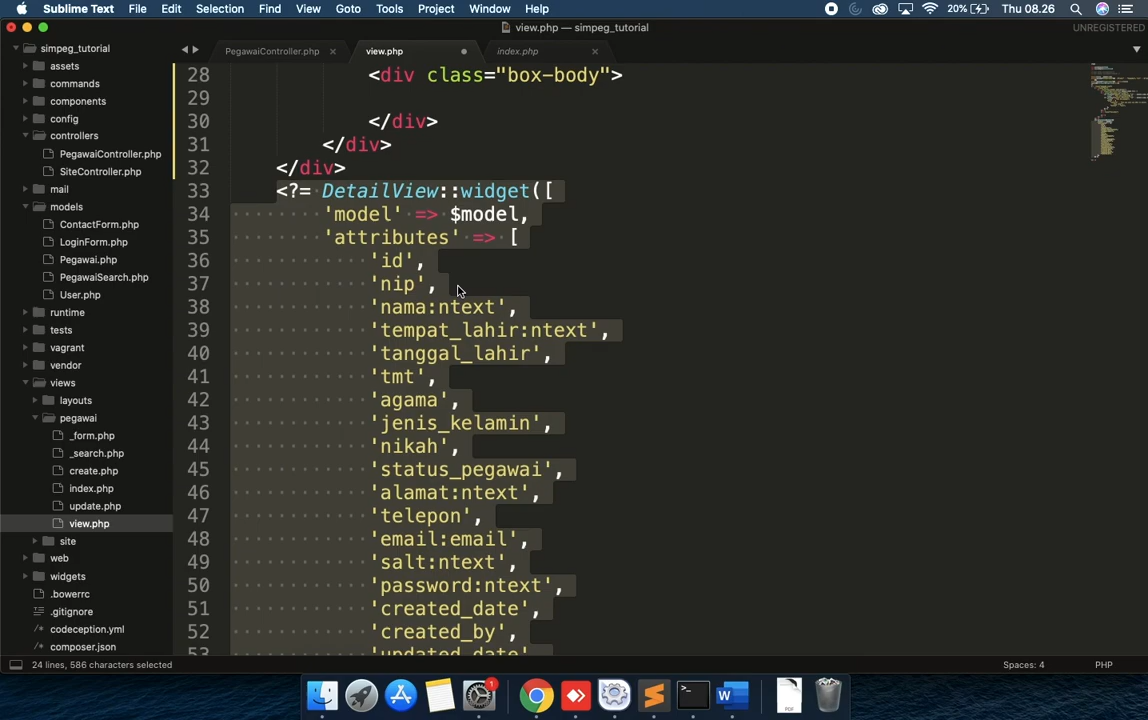 Sublime Text File Edit Selection Find View Goto Tools Project Window Help 20% Thu 08.26
view.php — simpeg_tutorial
UNREGISTERED
simpeg_tutorial
assets
commands
components
config
controllers
PegawaiController.php
SiteController.php
mail
models
ContactForm.php
LoginForm.php
Pegawai.php
PegawaiSearch.php
User.php
runtime
tests
vagrant
vendor
views
layouts
pegawai
_form.php
_search.php
create.php
index.php
update.php
view.php
site
web
widgets
.bowerrc
.gitignore
codeception.yml
composer.json
PegawaiController.php view.php index.php
28 <div class="box-body">
29
30 </div>
31 </div>
32 </div>
33 <?= DetailView::widget([
34 'model' => $model,
35 'attributes' => [
36 'id',
37 'nip',
38 'nama:ntext',
39 'tempat_lahir:ntext',
40 'tanggal_lahir',
41 'tmt',
42 'agama',
43 'jenis_kelamin',
44 'nikah',
45 'status_pegawai',
46 'alamat:ntext',
47 'telepon',
48 'email:email',
49 'salt:ntext',
50 'password:ntext',
51 'created_date',
52 'created_by',
53 'updated_date'
24 lines, 586 characters selected Spaces: 4 PHP
1
PDF